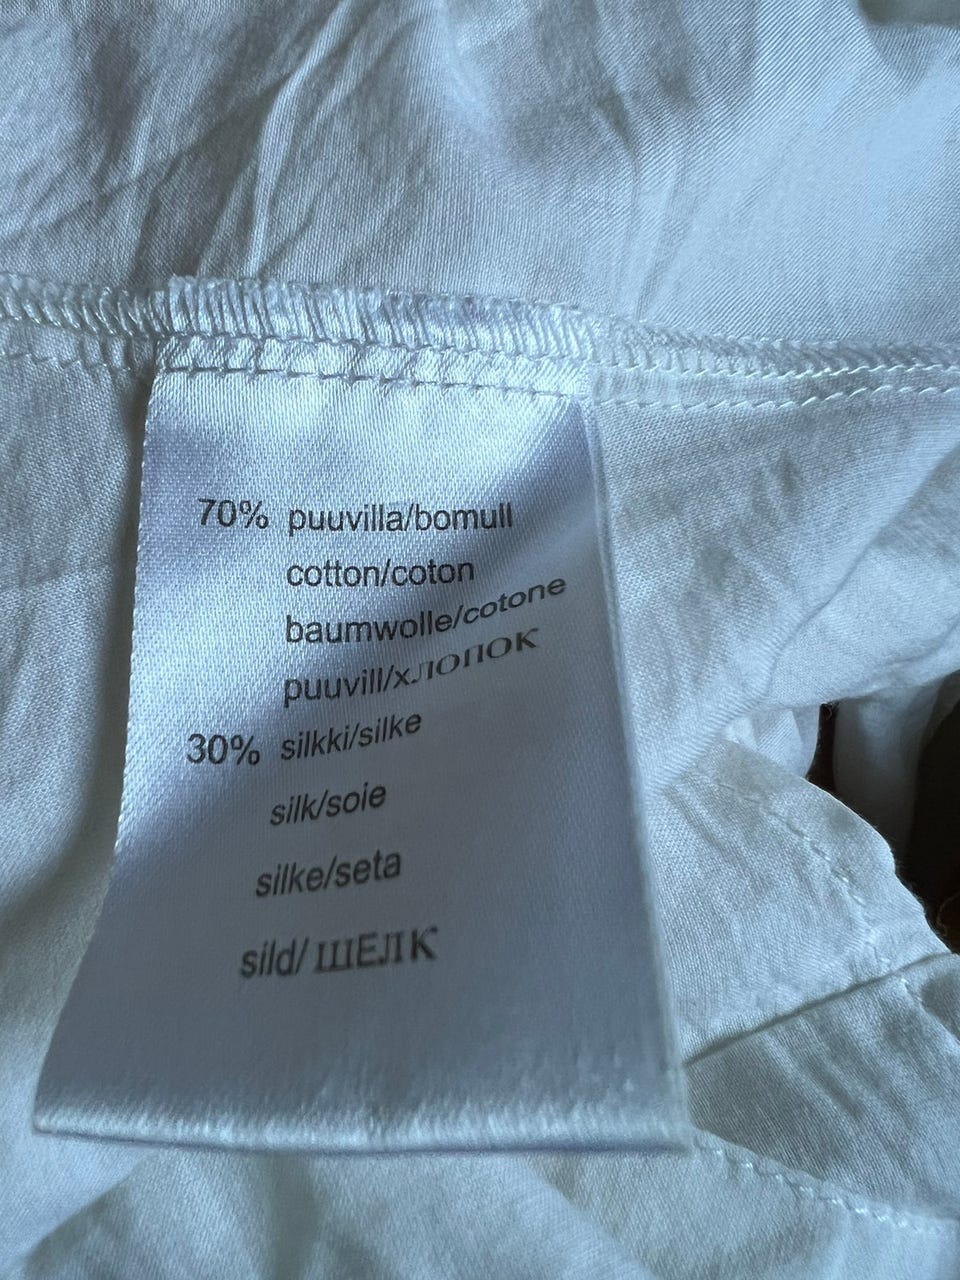 70% puuvilla/bomull
cotton/coton
baumwolle/cotone
puuvill/хлопок
30% silkki/silke
silk/soie
silke/seta
sild/ШЕЛК